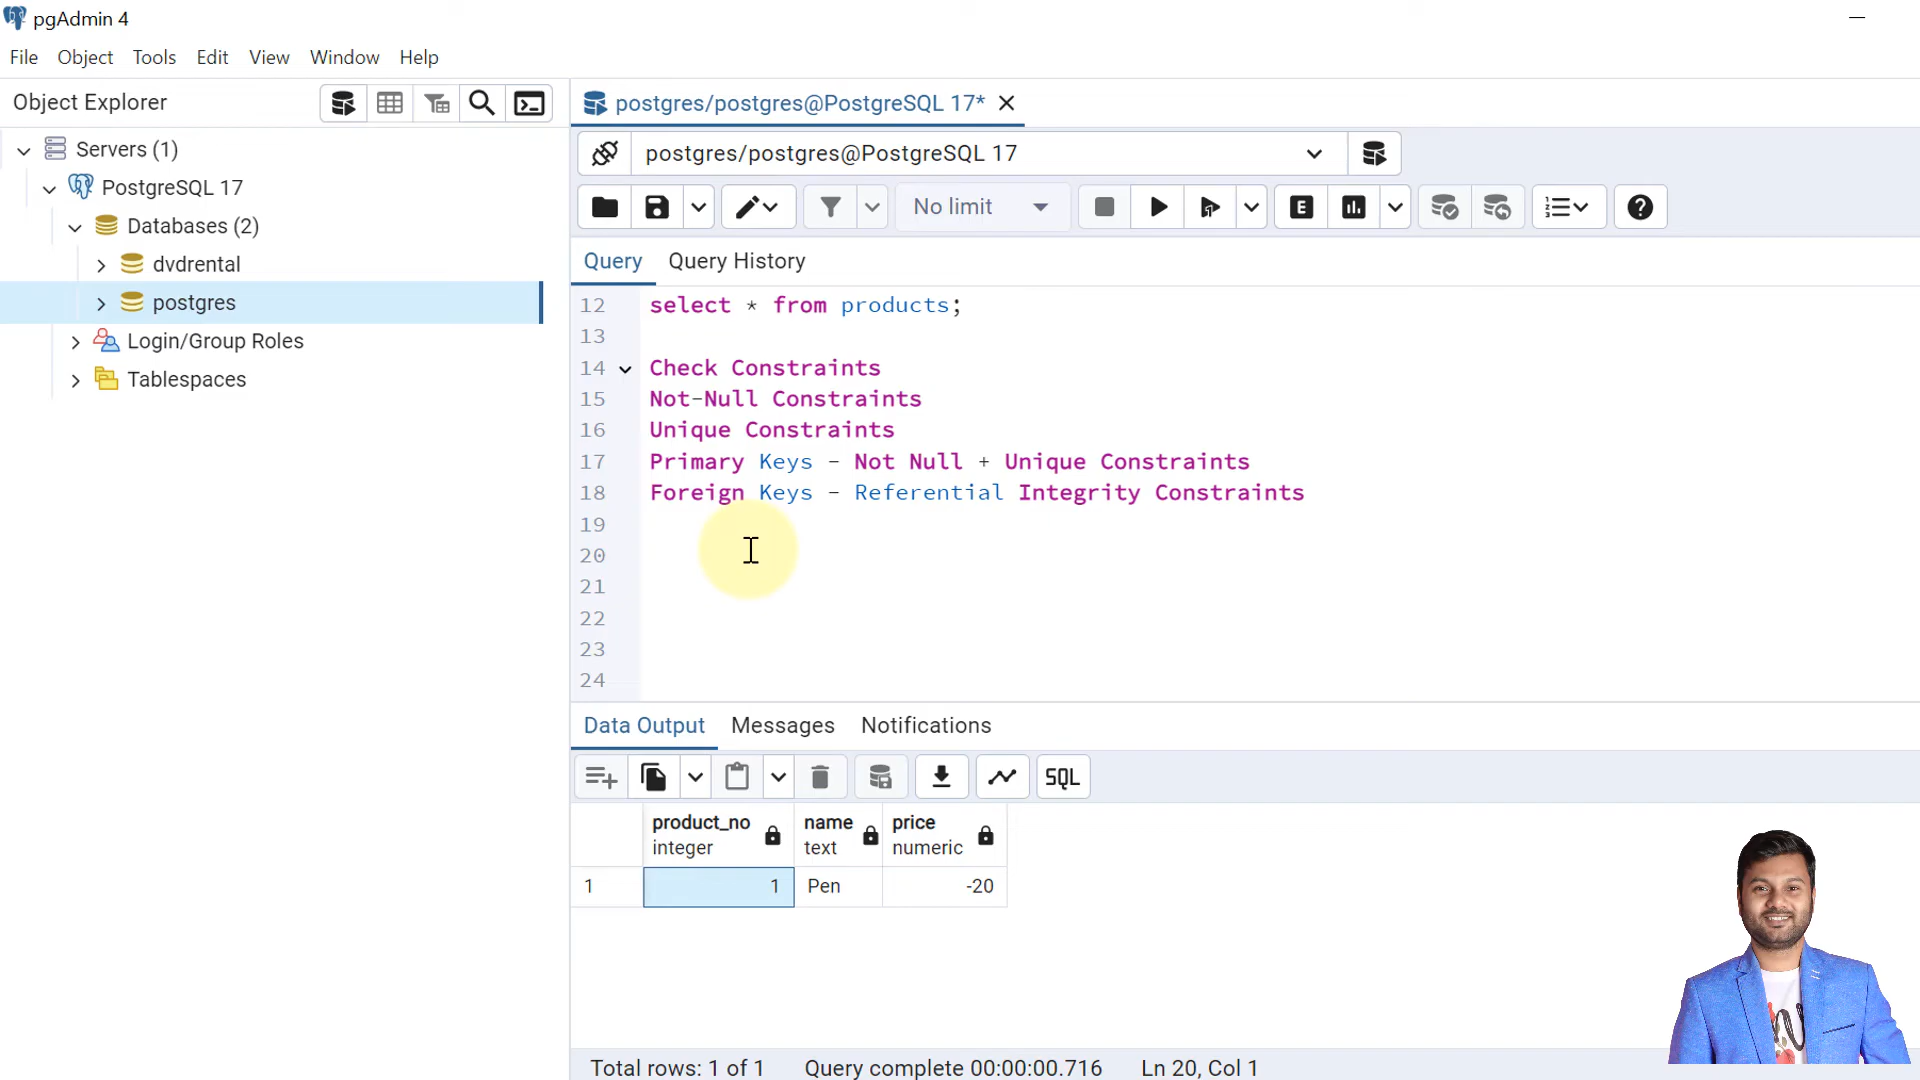 pgAdmin 4
File Object Tools Edit View Window Help
Object Explorer
Servers (1)
PostgreSQL 17
Databases (2)
dvdrental
postgres
Login/Group Roles
Tablespaces
postgres/postgres@PostgreSQL 17*
postgres/postgres@PostgreSQL 17
No limit
E
Query Query History
12 select * from products;
13
14 Check Constraints
15 Not-Null Constraints
16 Unique Constraints
17 Primary Keys - Not Null + Unique Constraints
18 Foreign Keys - Referential Integrity Constraints
19
20
21
22
23
24
Data Output Messages Notifications
SQL
product_no name price
integer text numeric
1 1 Pen -20
Total rows: 1 of 1 Query complete 00:00:00.716 Ln 20, Col 1